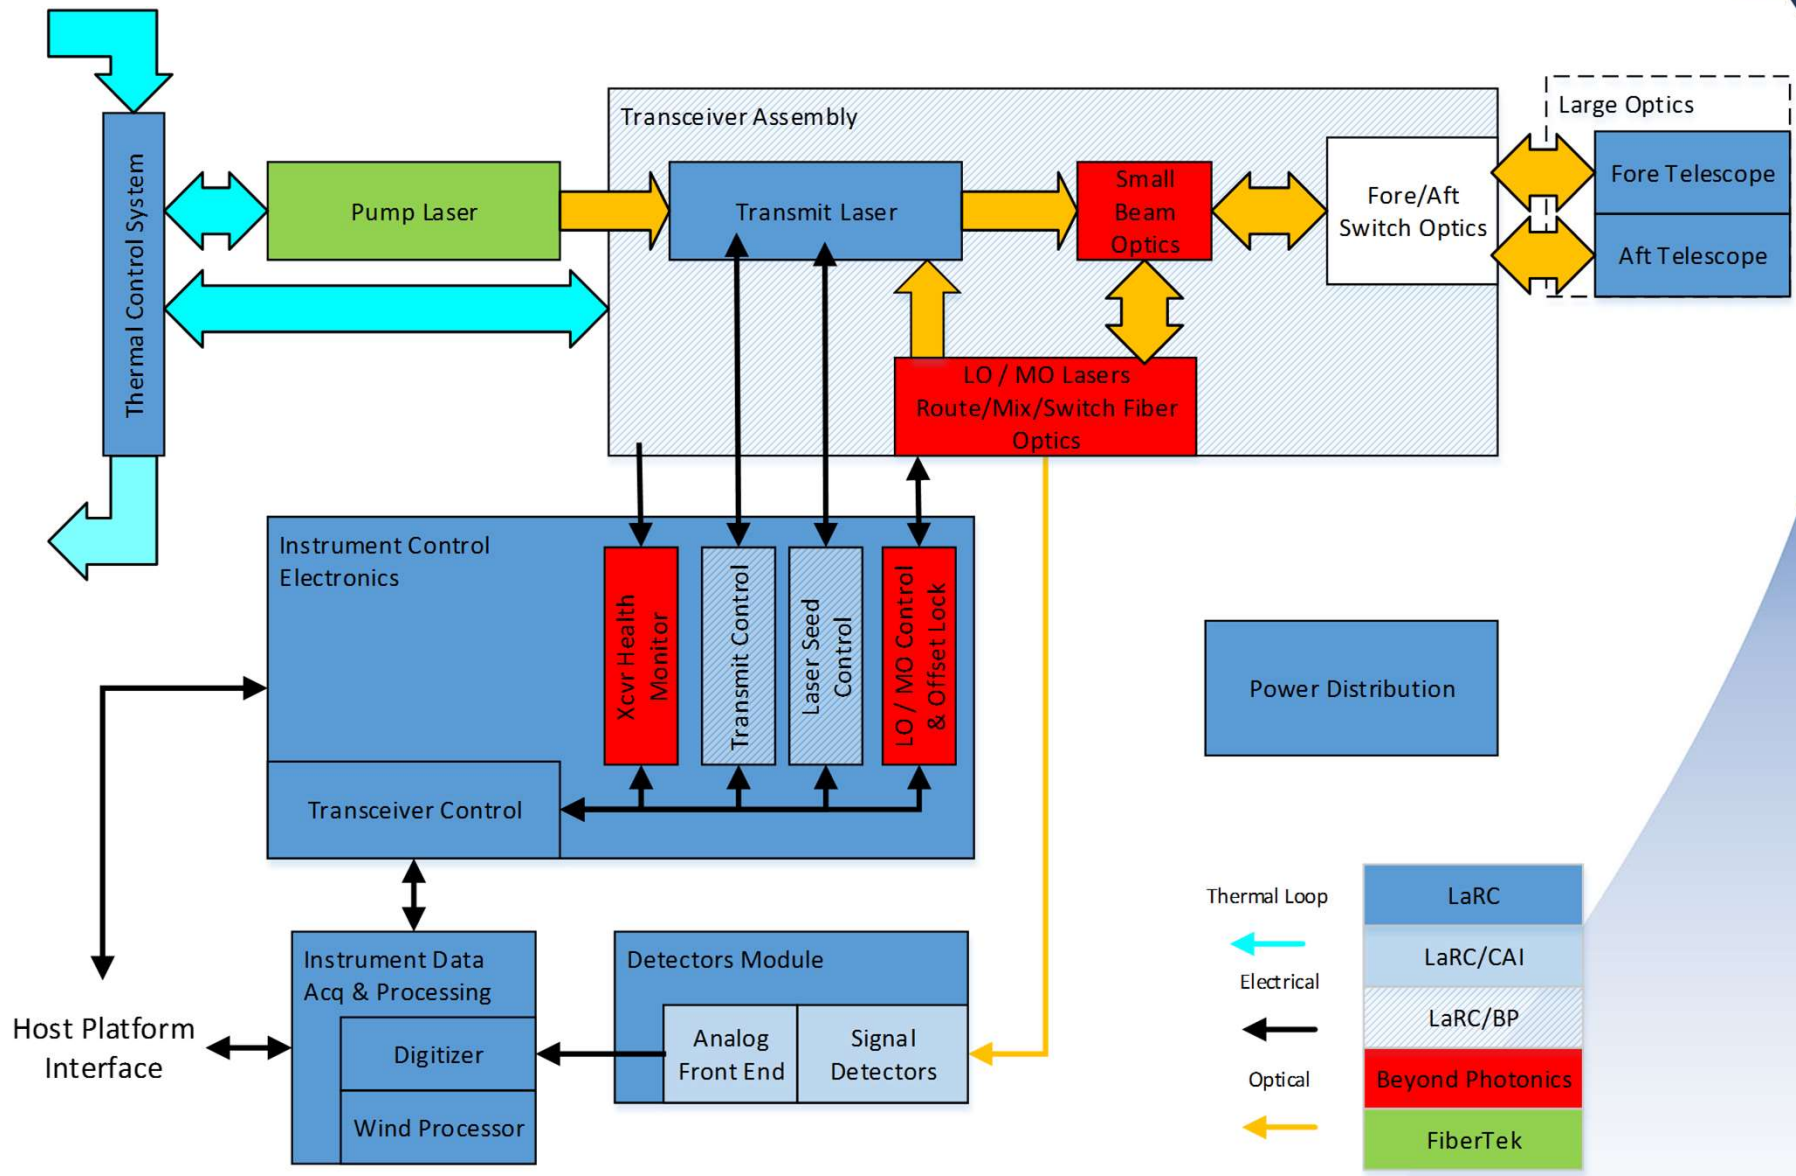 Transceiver Assembly
Large Optics
Thermal Control System
Pump Laser
Transmit Laser
Small
Beam
Optics
Fore/Aft
Switch Optics
Fore Telescope
Aft Telescope
LO / MO Lasers
Route/Mix/Switch Fiber
Optics
Instrument Control
Electronics
Xcvr Health
Monitor
Transmit Control
Laser Seed
Control
LO / MO Control
& Offset Lock
Power Distribution
Transceiver Control
Thermal Loop
Electrical
Optical
LaRC
LaRC/CAI
LaRC/BP
Beyond Photonics
FiberTek
Instrument Data
Acq & Processing
Digitizer
Wind Processor
Detectors Module
Analog
Front End
Signal
Detectors
Host Platform
Interface